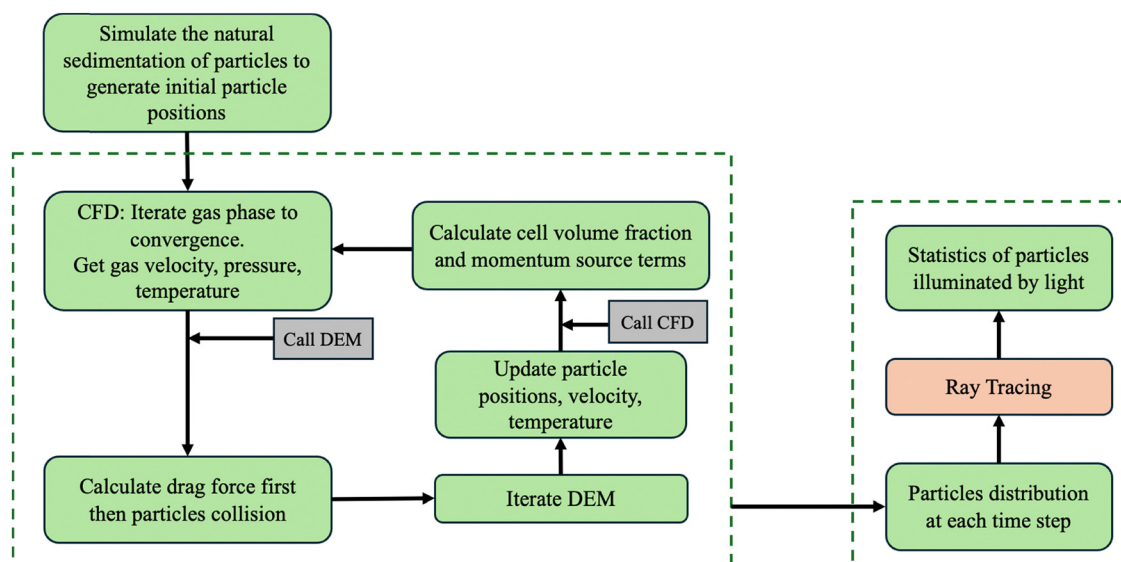 Simulate the natural
sedimentation of particles to
generate initial particle
positions
CFD: Iterate gas phase to
convergence.
Get gas velocity, pressure,
temperature
Calculate cell volume fraction
and momentum source terms
Call DEM
Call CFD
Update particle
positions, velocity,
temperature
Calculate drag force first
then particles collision
Iterate DEM
Statistics of particles
illuminated by light
Ray Tracing
Particles distribution
at each time step